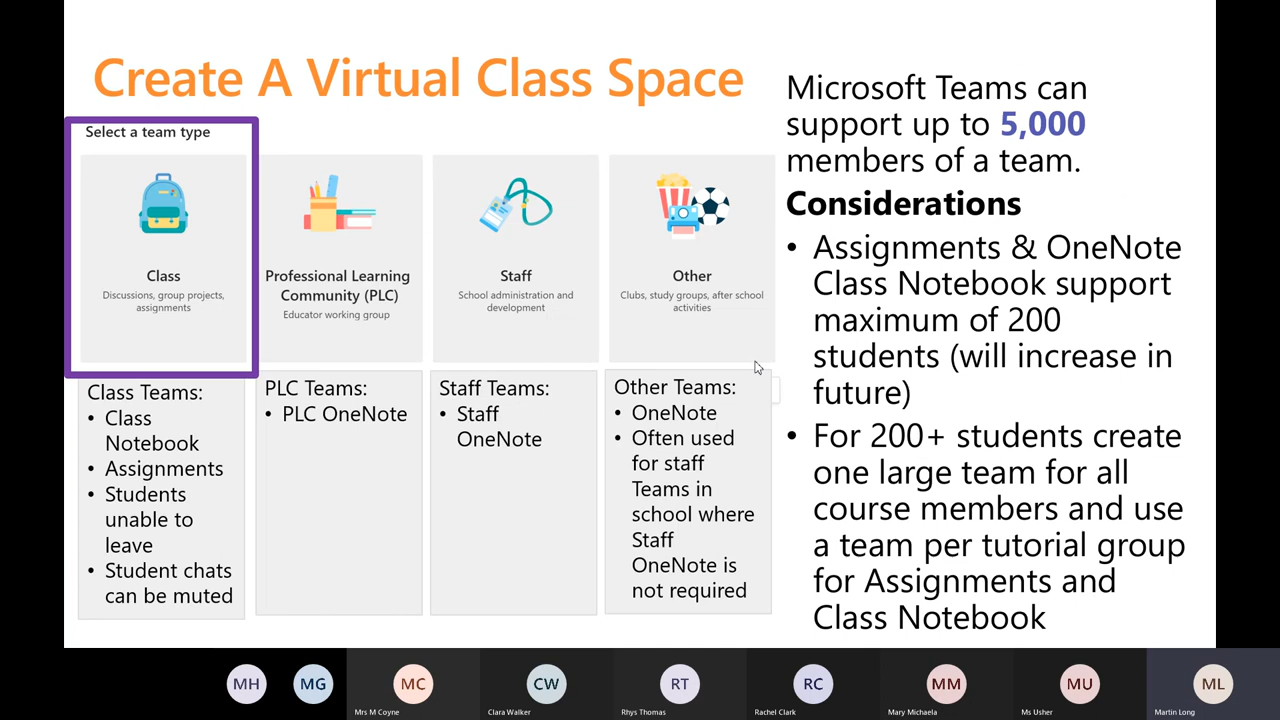 Create A Virtual Class Space
Select a team type
Class
Discussions, group projects,
assignments
Professional Learning
Community (PLC)
Educator working group
Staff
School administration and
development
Other
Clubs, study groups, after school
activities
Class Teams:
• Class
Notebook
• Assignments
• Students
unable to
leave
• Student chats
can be muted
PLC Teams:
• PLC OneNote
Staff Teams:
• Staff
OneNote
Other Teams:
• OneNote
• Often used
for staff
Teams in
school where
Staff
OneNote is
not required
Microsoft Teams can
support up to 5,000
members of a team.
Considerations
• Assignments & OneNote
Class Notebook support
maximum of 200
students (will increase in
future)
• For 200+ students create
one large team for all
course members and use
a team per tutorial group
for Assignments and
Class Notebook
MH
MG
MC
Mrs M Coyne
CW
Clara Walker
RT
Rhys Thomas
RC
Rachel Clark
MM
Mary Michaela
MU
Ms Usher
ML
Martin Long